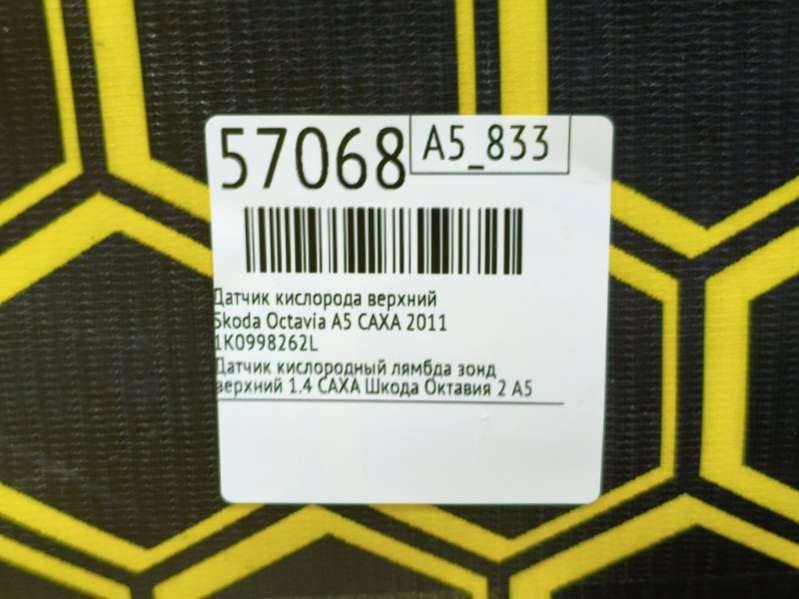 57068
A5_833
Датчик кислорода верхний
Skoda Octavia A5 CAXA 2011
1K0998262L
Датчик кислородный лямбда зонд
верхний 1.4 CAXA Шкода Октавия 2 А5